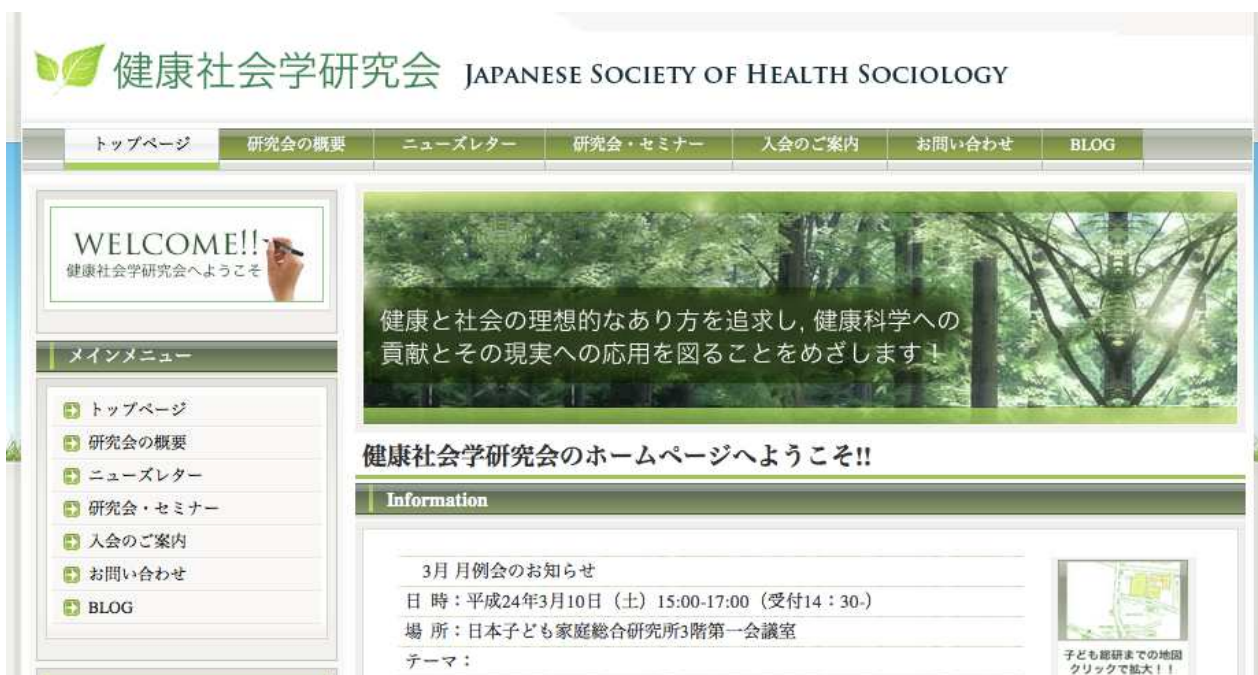 健康社会学研究会 JAPANESE SOCIETY OF HEALTH SOCIOLOGY
トップページ 研究会の概要 ニューズレター 研究会・セミナー 入会のご案内 お問い合わせ BLOG
WELCOME!!
健康社会学研究会へようこそ
メインメニュー
トップページ
研究会の概要
ニューズレター
研究会・セミナー
入会のご案内
お問い合わせ
BLOG
健康と社会の理想的なあり方を追求し, 健康科学への
貢献とその現実への応用を図ることをめざします！
健康社会学研究会のホームページへようこそ!!
Information
3月 月例会のお知らせ
日 時：平成24年3月10日（土）15:00-17:00（受付14：30-）
場 所：日本子ども家庭総合研究所3階第一会議室
テーマ：
子ども総研までの地図
クリックで拡大！！